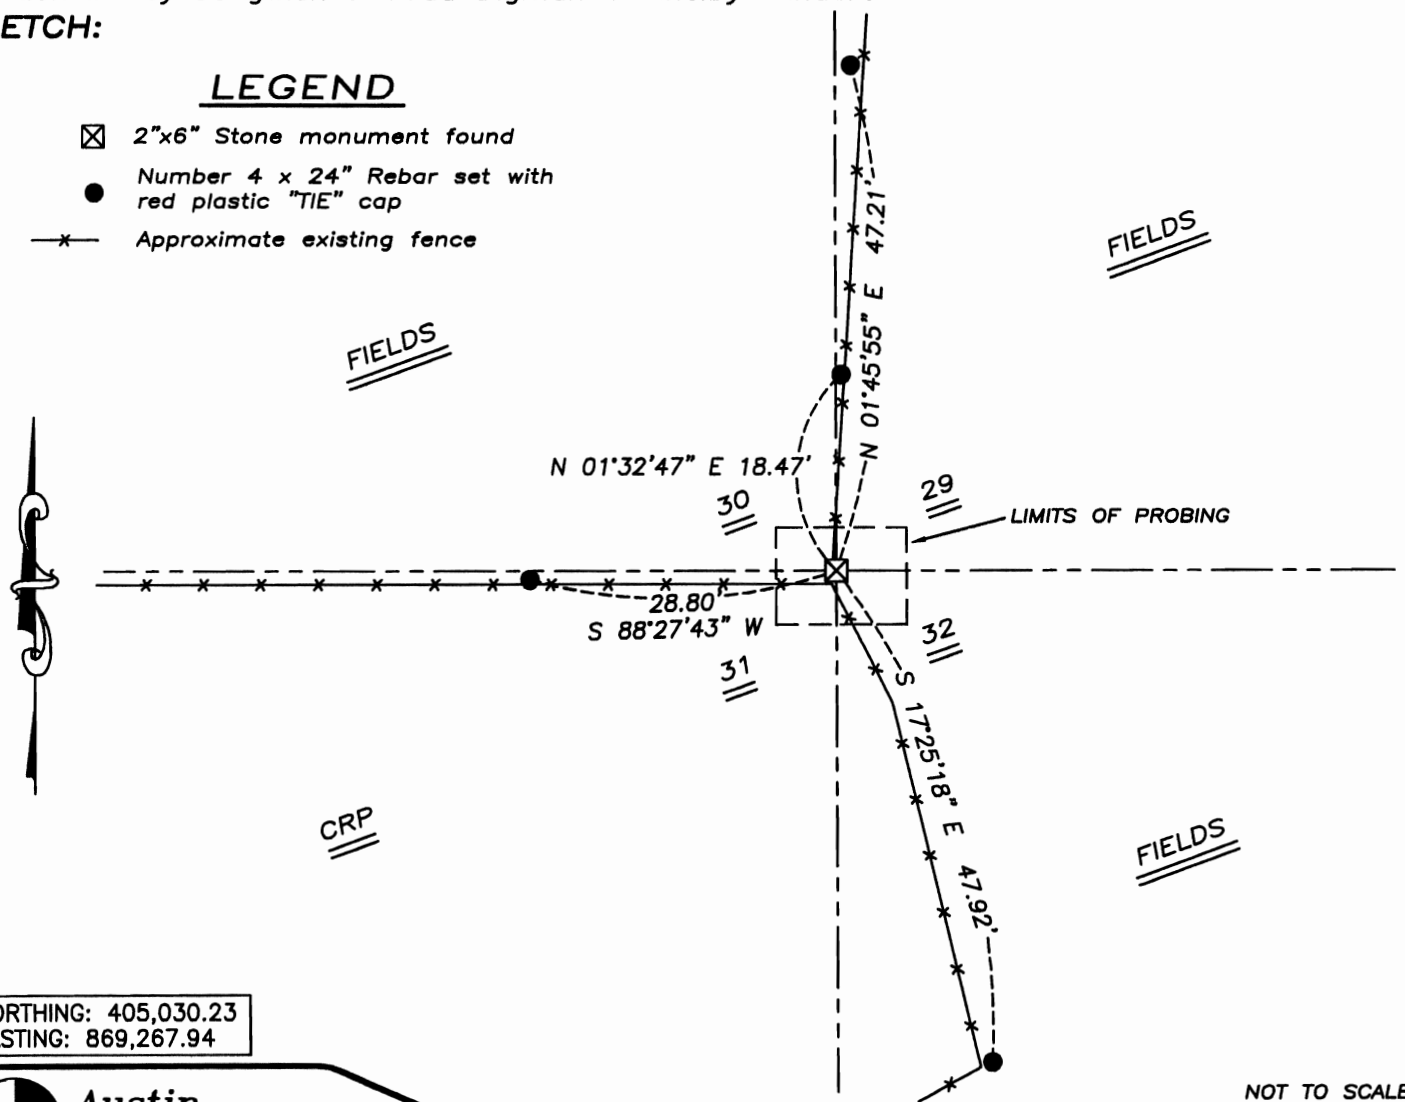 ETCH:
LEGEND
2"x6" Stone monument found
Number 4 x 24" Rebar set with
red plastic "TIE" cap
Approximate existing fence
FIELDS
FIELDS
N 01°45'55" E 47.21'
N 01°32'47" E 18.47'
30
29
LIMITS OF PROBING
28.80'
S 88°27'43" W
31
32
S 17°25'18" E 47.92'
CRP
FIELDS
ORTHING: 405,030.23
STING: 869,267.94
Austin
NOT TO SCALE